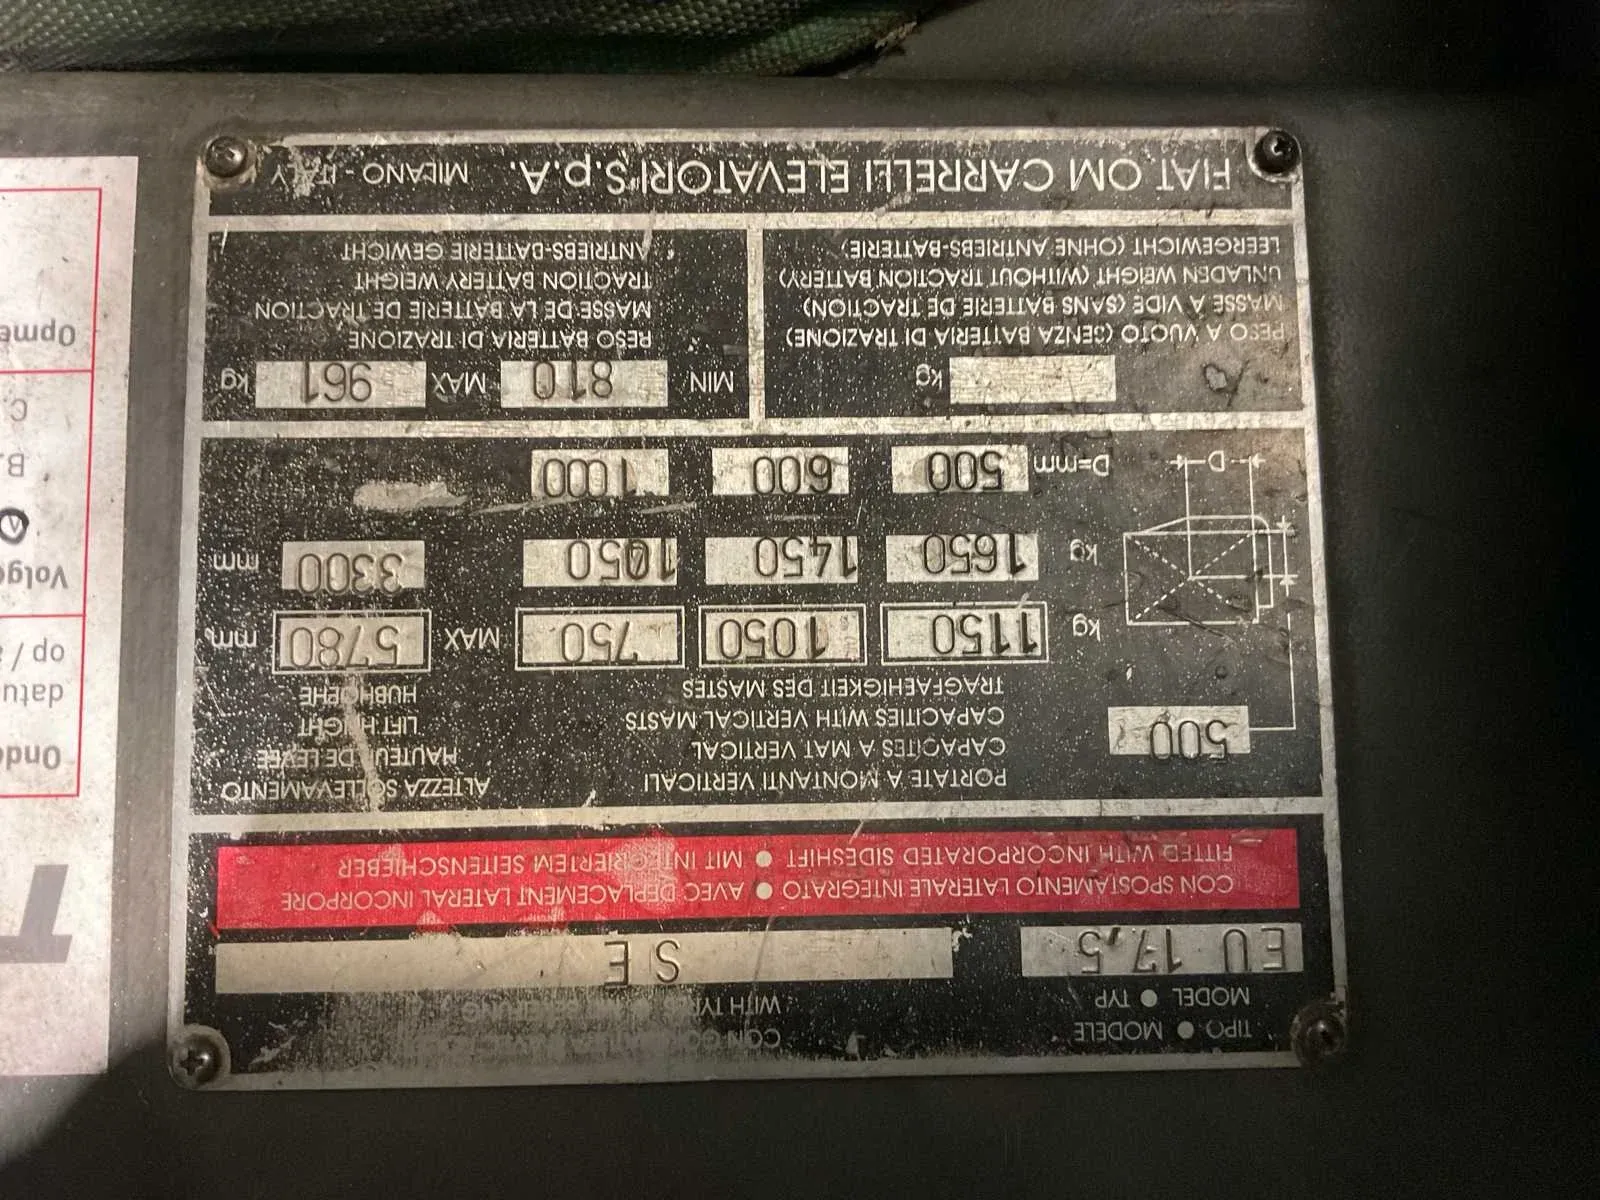 TIPO ● MODELE
MODEL ● TYP
EU 17,5
WITH
SE
CON SPOSTAMENTO LATERALE INTEGRATO ● AVEC DEPLACEMENT LATERAL INCORPORE
FITTED WITH INCORPORATED SIDESHIFT ● MIT INTEGRIERTEM SEITENSCHIEBER
PORTATE A MONTANTI VERTICALI
CAPACITES A MAT VERTICAL
CAPACITIES WITH VERTICAL MASTS
TRAGFAEHIGKEIT DES MASTES
ALTEZZA SOLLEVAMENTO
HAUTEUR DE LEVEE
LIFT HEIGHT
HUBHOEHE
500
kg 1150 1050 750 MAX 5780 mm
kg 1650 1450 1050 3300 mm
D D=mm 500 600 1000
kg
PESO A VUOTO (SENZA BATTERIA DI TRAZIONE)
MASSE A VIDE (SANS BATTERIE DE TRACTION)
UNLADEN WEIGHT (WITHOUT TRACTION BATTERY)
LEERGEWICHT (OHNE ANTRIEBS-BATTERIE)
MIN 810 MAX 961 kg
PESO BATTERIA DI TRAZIONE
MASSE DE LA BATTERIE DE TRACTION
TRACTION BATTERY WEIGHT
ANTRIEBS-BATTERIE GEWICHT
FIAT OM CARRELLI ELEVATORI S.p.A. MILANO - ITALY
T
op /
B.
C